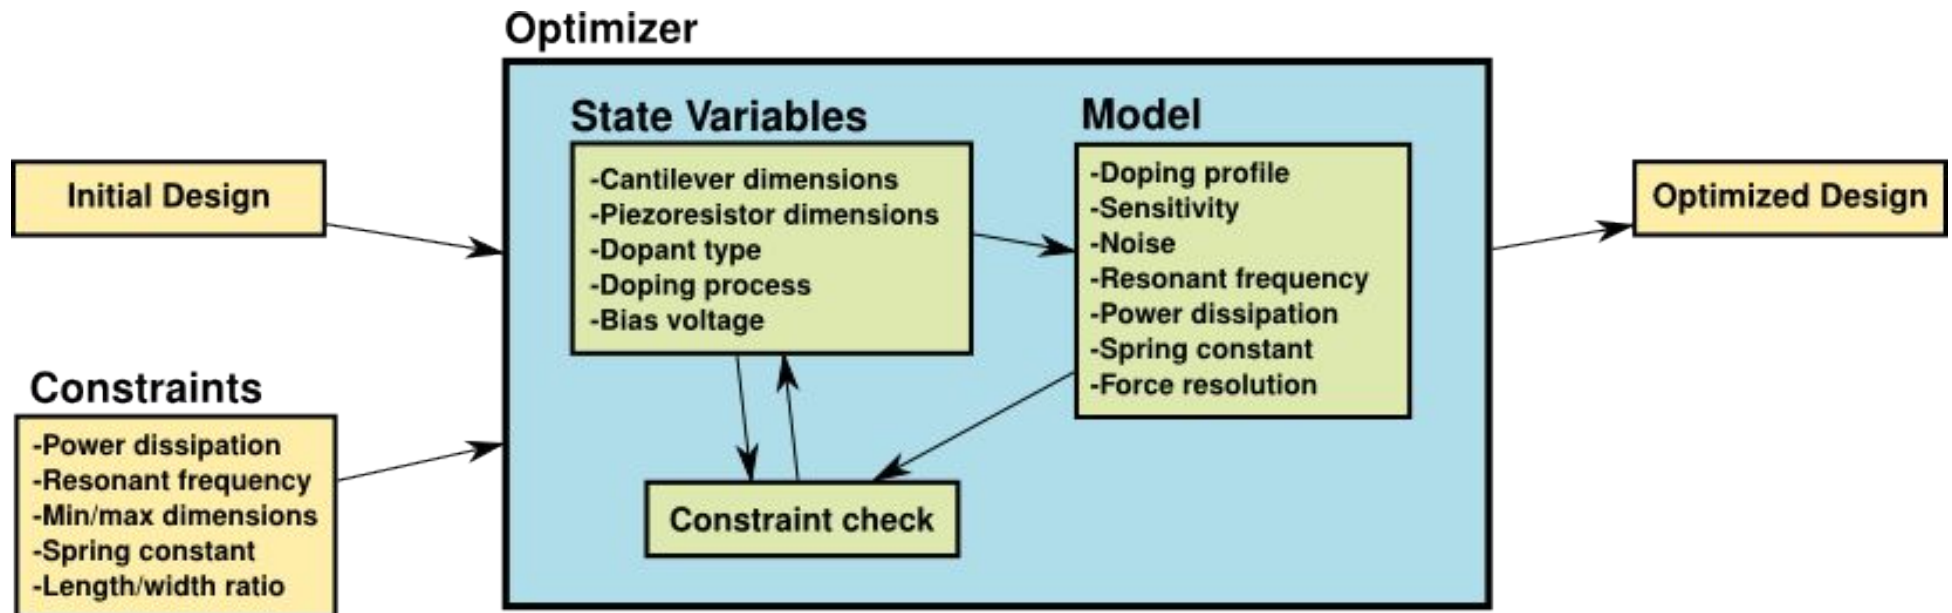 Optimizer
State Variables
-Cantilever dimensions
-Piezoresistor dimensions
-Dopant type
-Doping process
-Bias voltage
Model
-Doping profile
-Sensitivity
-Noise
-Resonant frequency
-Power dissipation
-Spring constant
-Force resolution
Initial Design
Optimized Design
Constraints
-Power dissipation
-Resonant frequency
-Min/max dimensions
-Spring constant
-Length/width ratio
Constraint check